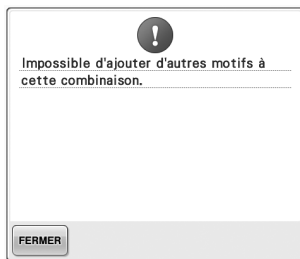 Impossible d'ajouter d'autres motifs à
cette combinaison.
FERMER